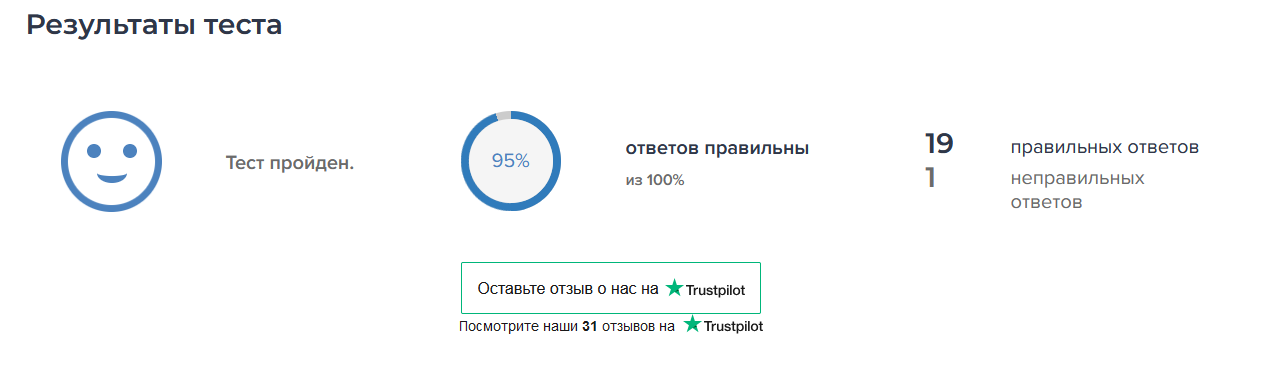 Результаты теста
Тест пройден.
95%
ответов правильны
из 100%
19 правильных ответов
1 неправильных
ответов
Оставьте отзыв о нас на Trustpilot
Посмотрите наши 31 отзывов на Trustpilot